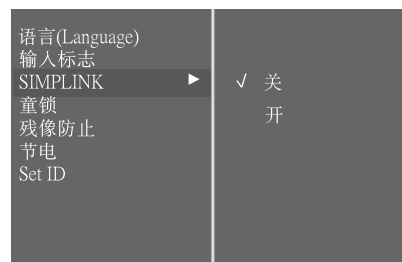 语言(Language)
输入标志
SIMPLINK
童锁
残像防止
节电
Set ID
√ 关
开